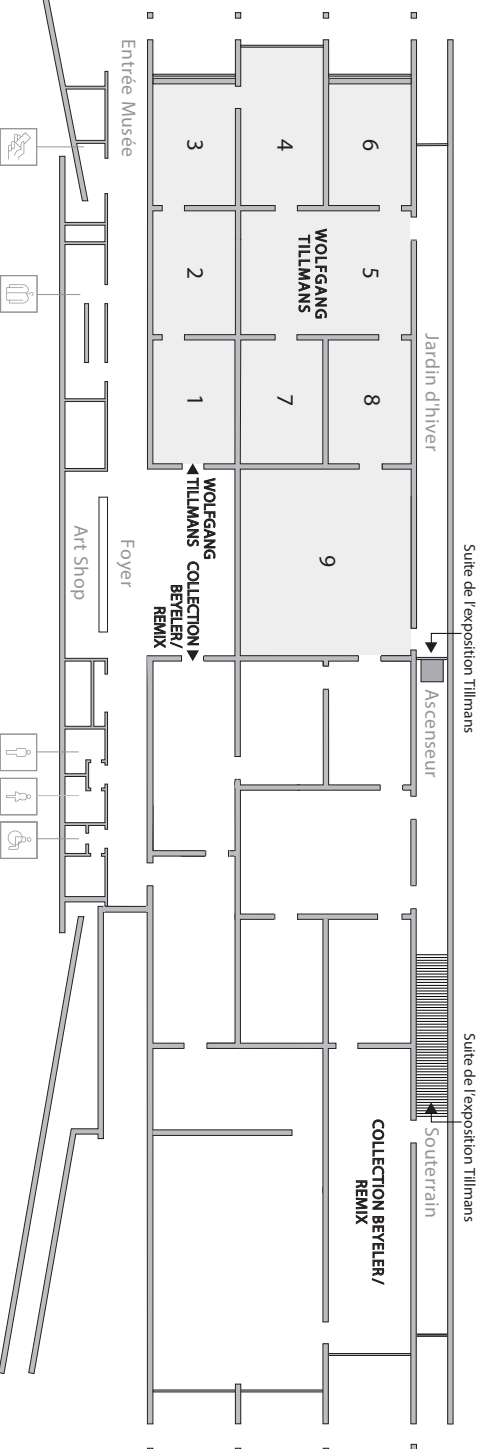 Suite de l'exposition Tillmans
Suite de l'exposition Tillmans
Jardin d'hiver
Ascenseur
Souterrain
6
5
8
COLLECTION BEYELER/
REMIX
WOLFGANG
TILLMANS
9
4
7
3
2
1
WOLFGANG
TILLMANS
COLLECTION
BEYELER/
REMIX
Entrée Musée
Foyer
Art Shop